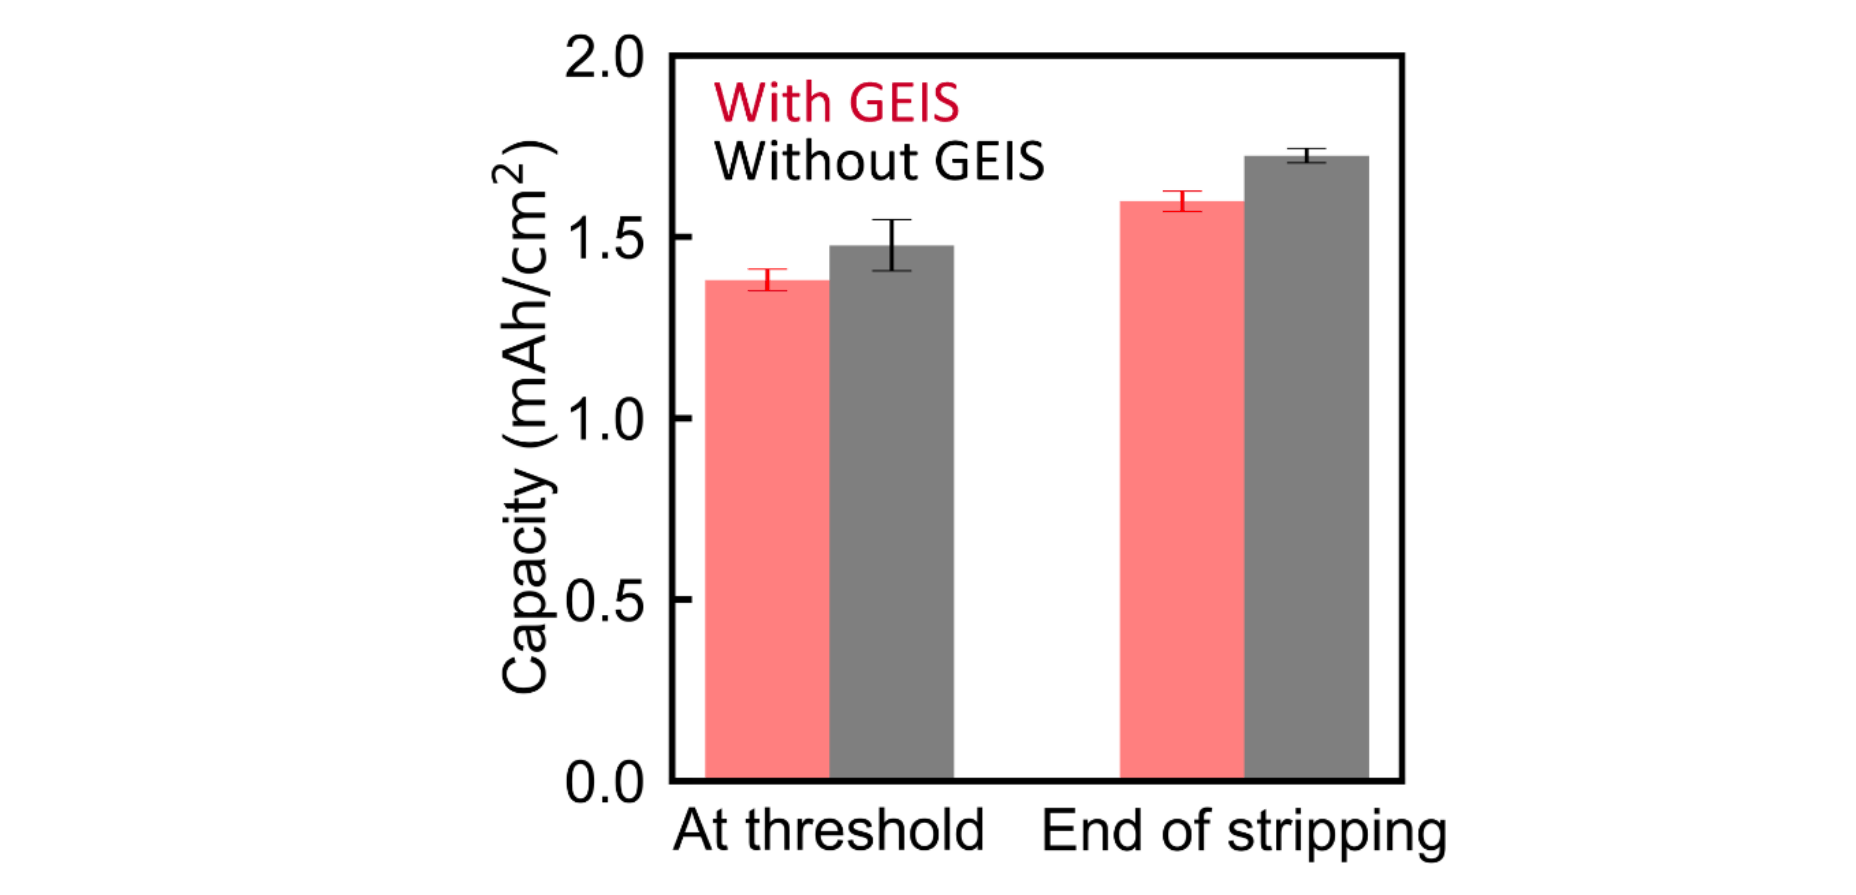 2.0
With GEIS
Without GEIS
1.5
1.0
0.5
0.0
Capacity (mAh/cm²)
At threshold
End of stripping